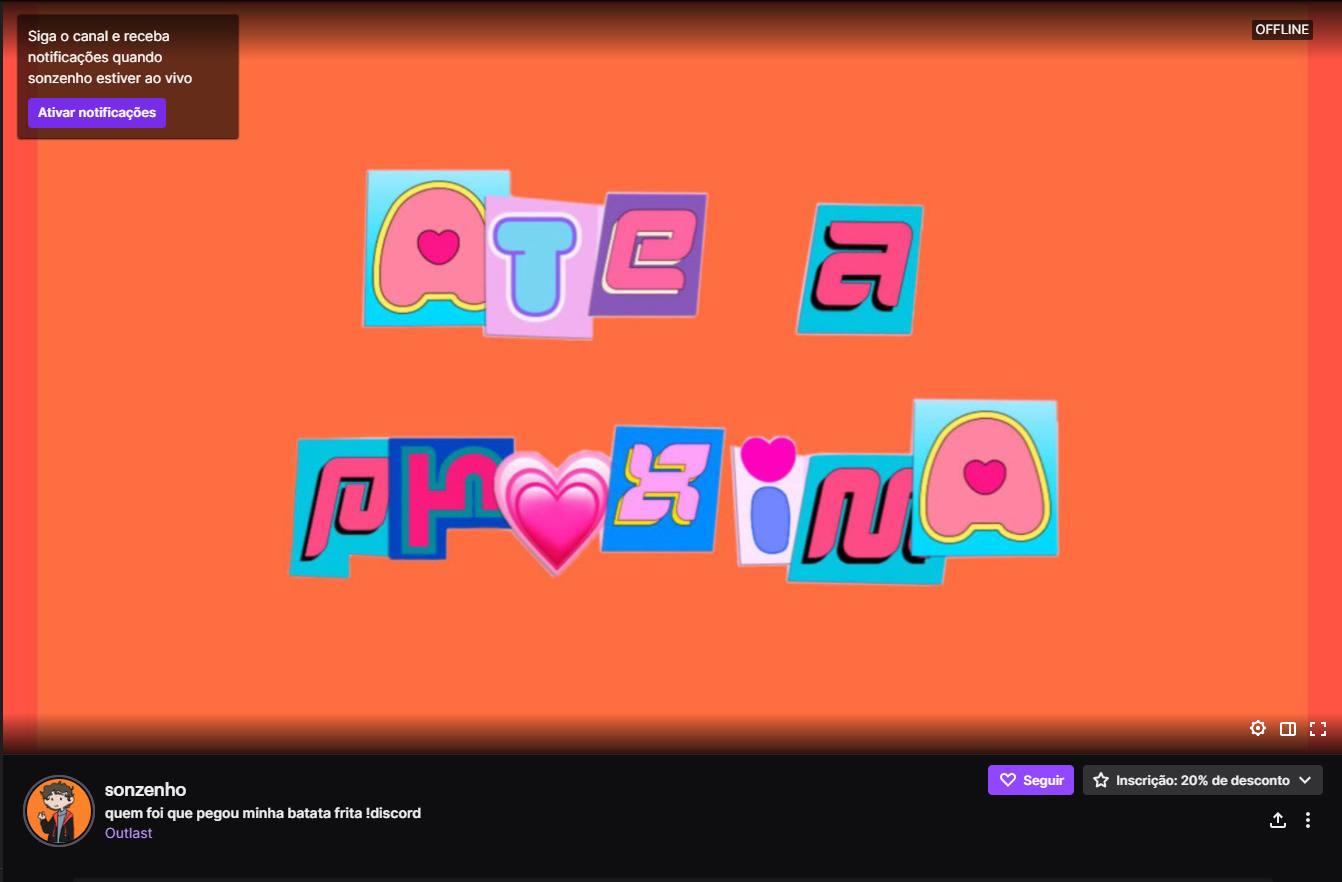 Siga o canal e receba
notificações quando
sonzenho estiver ao vivo
Ativar notificações
OFFLINE
ATE a
PR💗XiMA
sonzenho
quem foi que pegou minha batata frita !discord
Outlast
Seguir
Inscrição: 20% de desconto